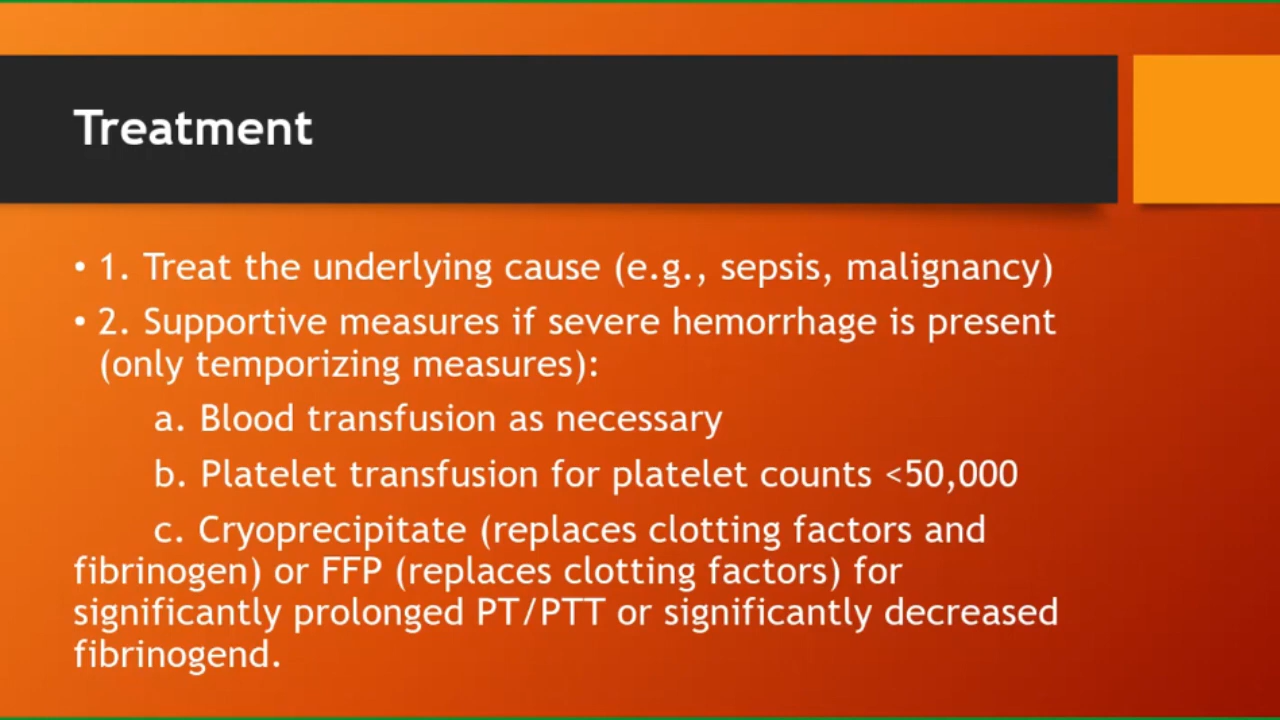 Treatment
• 1. Treat the underlying cause (e.g., sepsis, malignancy)
• 2. Supportive measures if severe hemorrhage is present
(only temporizing measures):
a. Blood transfusion as necessary
b. Platelet transfusion for platelet counts <50,000
c. Cryoprecipitate (replaces clotting factors and
fibrinogen) or FFP (replaces clotting factors) for
significantly prolonged PT/PTT or significantly decreased
fibrinogend.